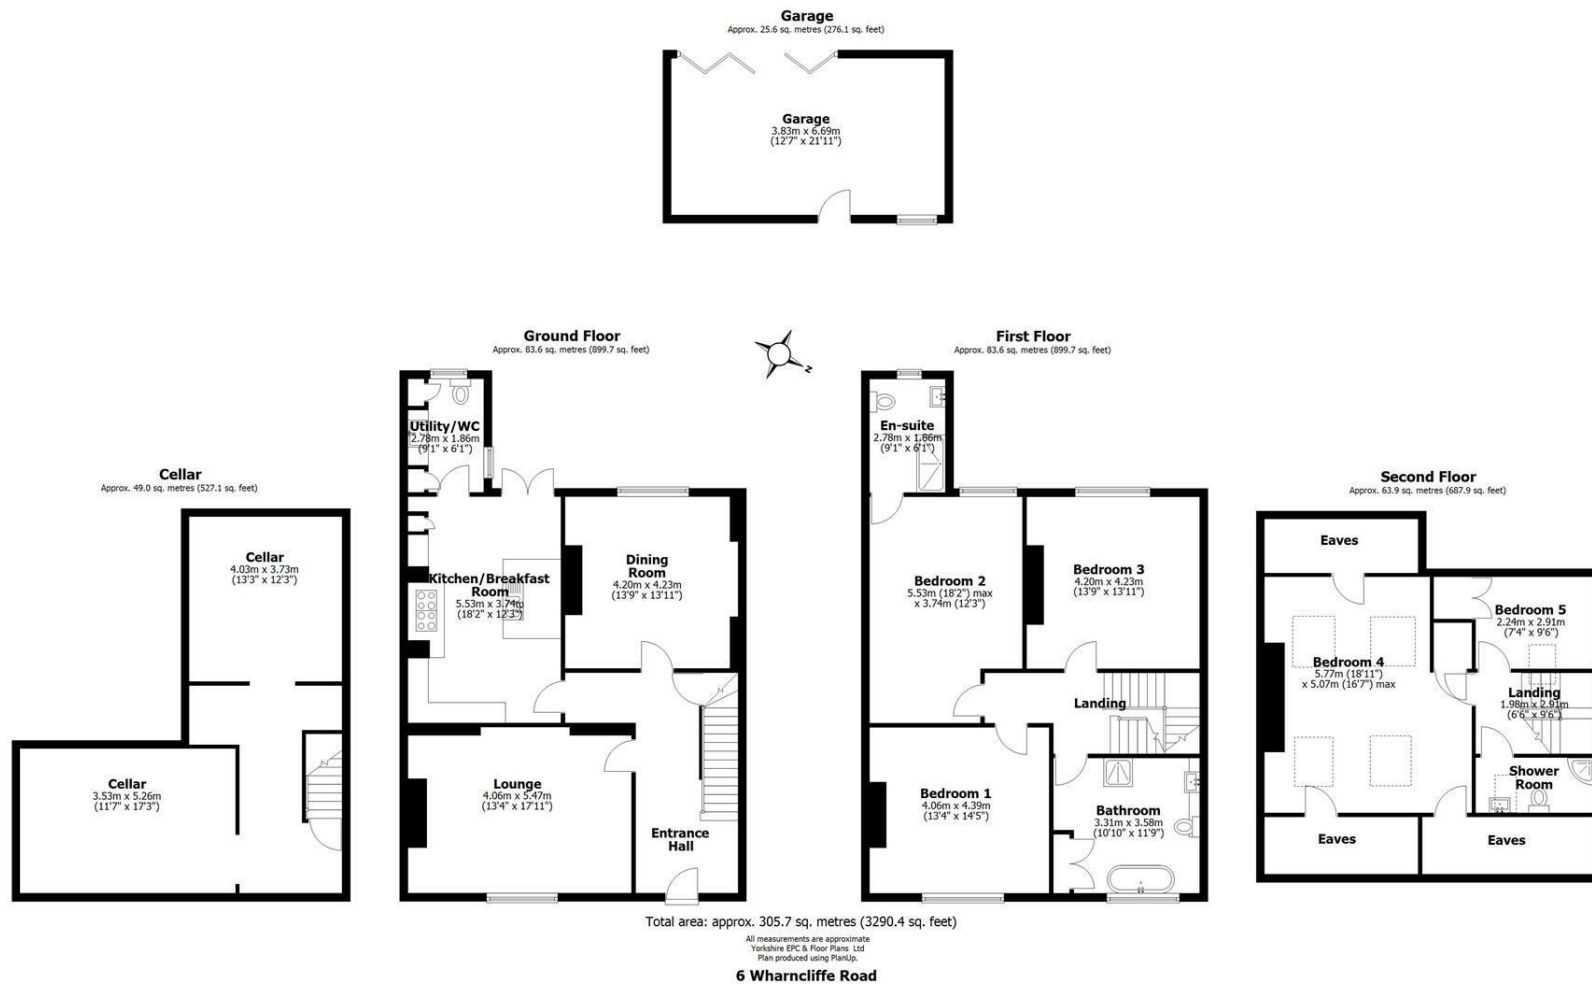 Garage
Approx. 25.6 sq. metres (276.1 sq. feet)
Garage
3.83m x 6.69m
(12'7" x 21'11")
Cellar
Approx. 49.0 sq. metres (527.1 sq. feet)
Cellar
4.03m x 3.73m
(13'3" x 12'3")
Cellar
3.53m x 5.26m
(11'7" x 17'3")
Ground Floor
Approx. 83.6 sq. metres (899.7 sq. feet)
Utility/WC
2.78m x 1.86m
(9'1" x 6'1")
Kitchen/Breakfast
Room
5.53m x 3.74m
(18'2" x 12'3")
Dining
Room
4.20m x 4.23m
(13'9" x 13'11")
Lounge
4.06m x 5.47m
(13'4" x 17'11")
Entrance
Hall
N
First Floor
Approx. 83.6 sq. metres (899.7 sq. feet)
En-suite
2.78m x 1.86m
(9'1" x 6'1")
Bedroom 2
5.53m (18'2") max
x 3.74m (12'3")
Bedroom 3
4.20m x 4.23m
(13'9" x 13'11")
Landing
Bedroom 1
4.06m x 4.39m
(13'4" x 14'5")
Bathroom
3.31m x 3.58m
(10'10" x 11'9")
Second Floor
Approx. 63.9 sq. metres (687.9 sq. feet)
Eaves
Bedroom 5
2.24m x 2.91m
(7'4" x 9'6")
Bedroom 4
5.77m (18'11")
x 5.07m (16'7") max
Landing
1.98m x 2.91m
(6'6" x 9'6")
Shower
Room
Eaves
Eaves
Total area: approx. 305.7 sq. metres (3290.4 sq. feet)
All measurements are approximate
Yorkshire EPC & Floor Plans Ltd
Plan produced using PlanUp.
6 Wharncliffe Road